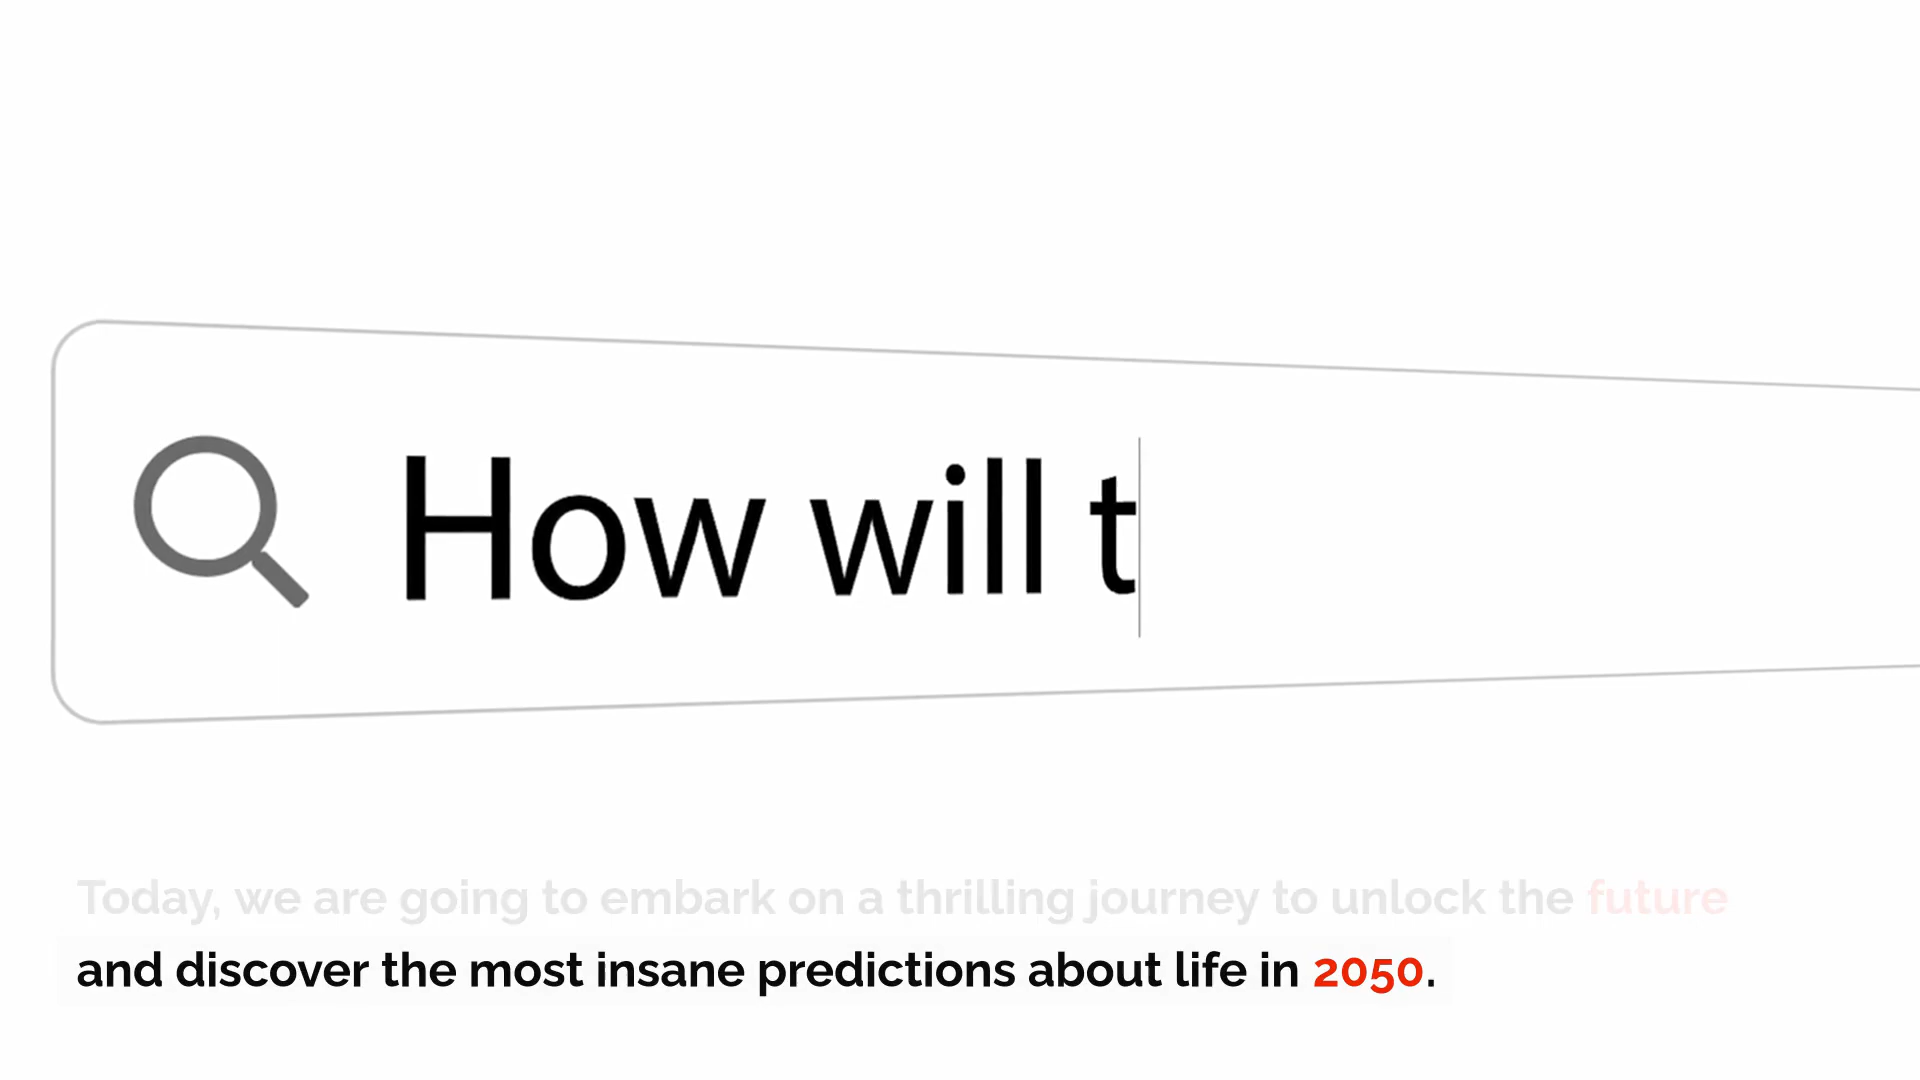 How will t
Today, we are going to embark on a thrilling journey to unlock the future
and discover the most insane predictions about life in 2050.